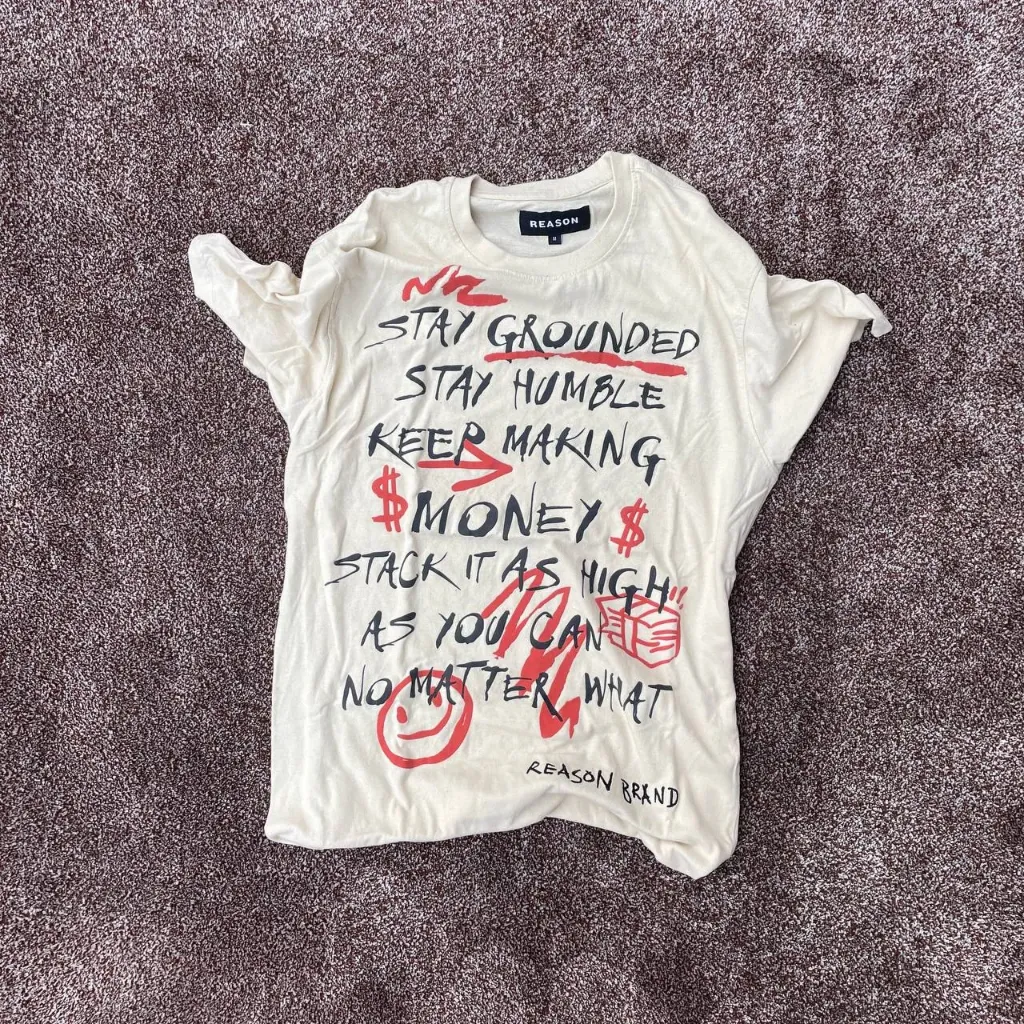 REASON
M
STAY GROUNDED
STAY HUMBLE
KEEP MAKING
$ MONEY $
STACK IT AS HIGH
AS YOU CAN
NO MATTER WHAT
REASON BRAND